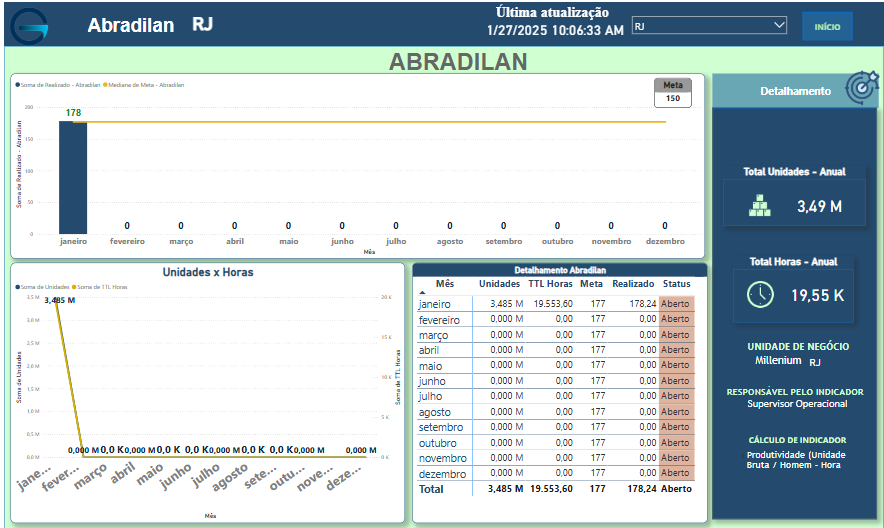 Abradilan RJ
Última atualização
1/27/2025 10:06:33 AM
RJ
INÍCIO
ABRADILAN
Soma de Realizado - Abradilan Mediana de Meta - Abradilan
Meta
150
Soma de Realizado - Abradilan
200
150
100
50
0
178
0 0 0 0 0 0 0 0 0 0 0
janeiro fevereiro março abril maio junho julho agosto setembro outubro novembro dezembro
Mês
Unidades x Horas
Soma de Unidades Soma de TTL Horas
Soma de Unidades
3,5 M
3,0 M
2,5 M
2,0 M
1,5 M
1,0 M
0,5 M
0,0 M
3,485 M
0,000 M 0,0 K 0,000 M 0,0 K 0,0 K 0,000 M 0,0 K 0,000 M 0,000 M
20 K
15 K
10 K
5 K
0 K
Soma de TTL Horas
jane... fever... março abril maio junho julho agosto sete... outu... nove... deze...
Mês
Detalhamento Abradilan
Mês Unidades TTL Horas Meta Realizado Status
janeiro 3,485 M 19.553,60 177 178,24 Aberto
fevereiro 0,000 M 0,00 177 0,00 Aberto
março 0,000 M 0,00 177 0,00 Aberto
abril 0,000 M 0,00 177 0,00 Aberto
maio 0,000 M 0,00 177 0,00 Aberto
junho 0,000 M 0,00 177 0,00 Aberto
julho 0,000 M 0,00 177 0,00 Aberto
agosto 0,000 M 0,00 177 0,00 Aberto
setembro 0,000 M 0,00 177 0,00 Aberto
outubro 0,000 M 0,00 177 0,00 Aberto
novembro 0,000 M 0,00 177 0,00 Aberto
dezembro 0,000 M 0,00 177 0,00 Aberto
Total 3,485 M 19.553,60 177 178,24 Aberto
Detalhamento
Total Unidades - Anual
3,49 M
Total Horas - Anual
19,55 K
UNIDADE DE NEGÓCIO
Millenium RJ
RESPONSÁVEL PELO INDICADOR
Supervisor Operacional
CÁLCULO DE INDICADOR
Produtividade (Unidade
Bruta / Homem - Hora